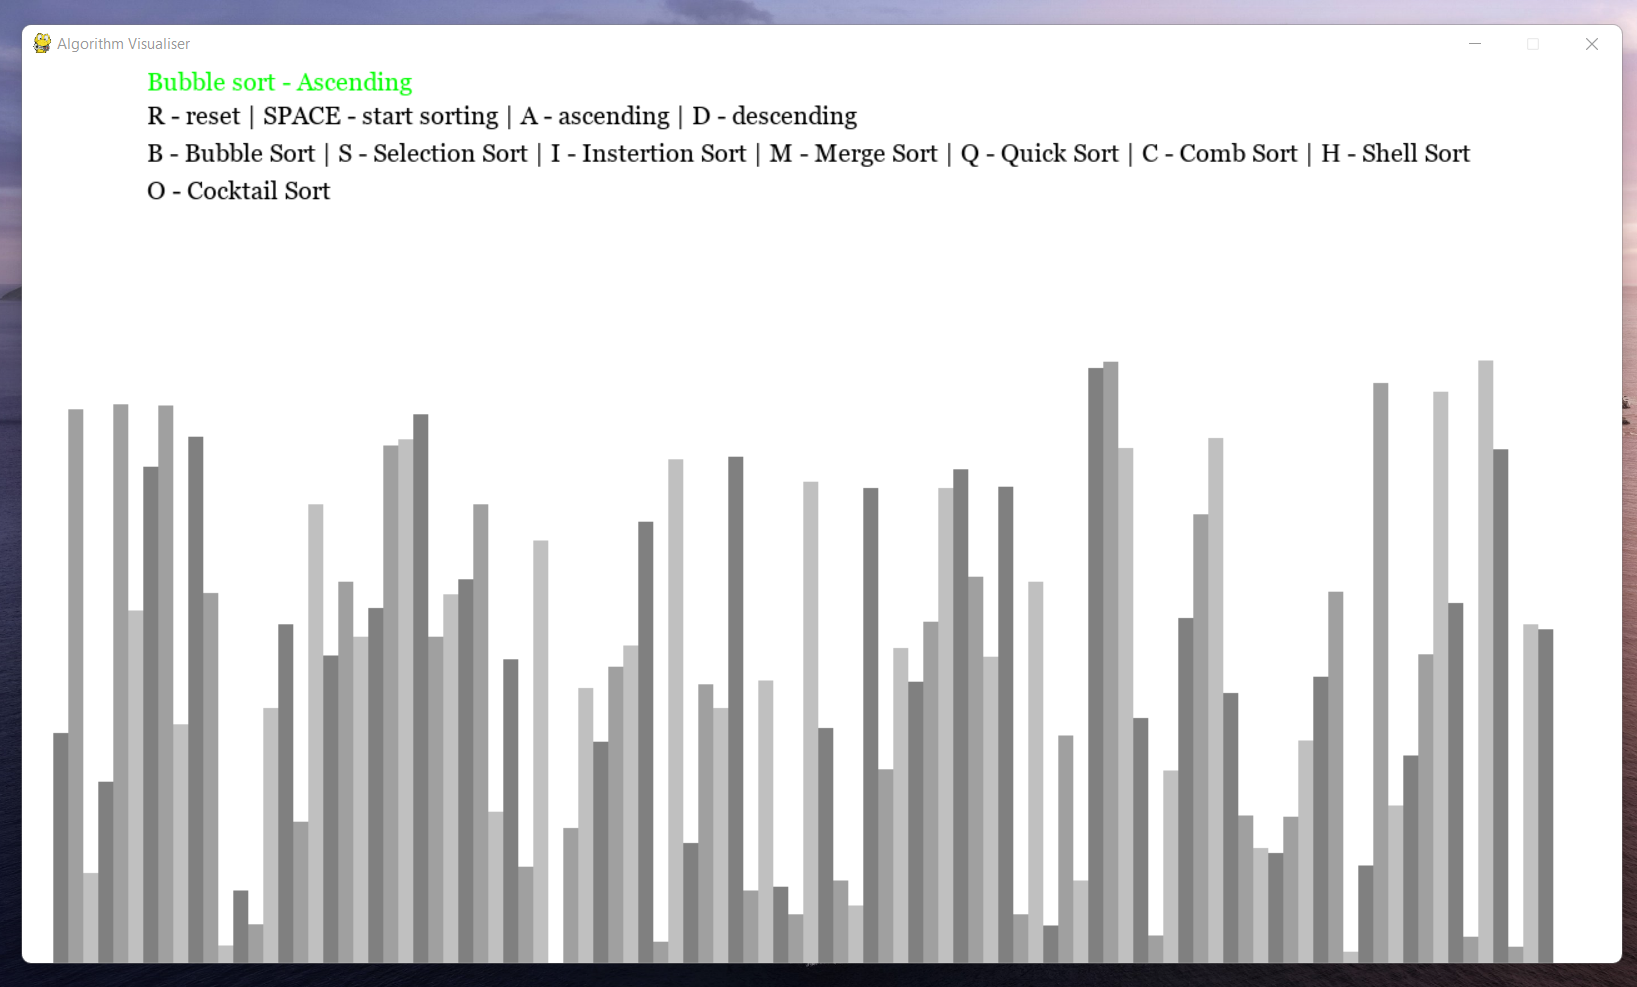 Algorithm Visualiser
Bubble sort - Ascending
R - reset | SPACE - start sorting | A - ascending | D - descending
B - Bubble Sort | S - Selection Sort | I - Instertion Sort | M - Merge Sort | Q - Quick Sort | C - Comb Sort | H - Shell Sort
O - Cocktail Sort